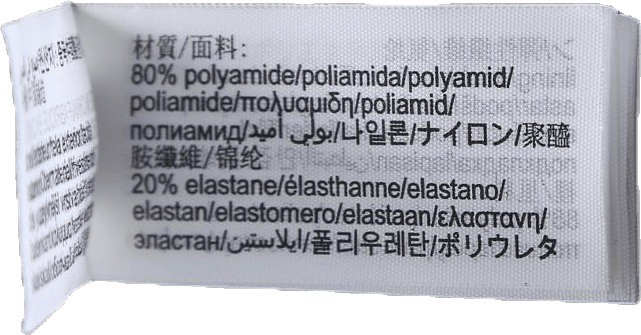 材質/面料:
80% polyamide/poliamida/polyamid/
poliamide/πολυαμιδη/poliamid/
полиамид/بولي أميد/나일론/ナイロン/聚醯
胺纖維/锦纶
20% elastane/élasthanne/elastano/
elastan/elastomero/elastaan/ελαστανη/
эластан/ايلاستين/폴리우레탄/ポリウレタ